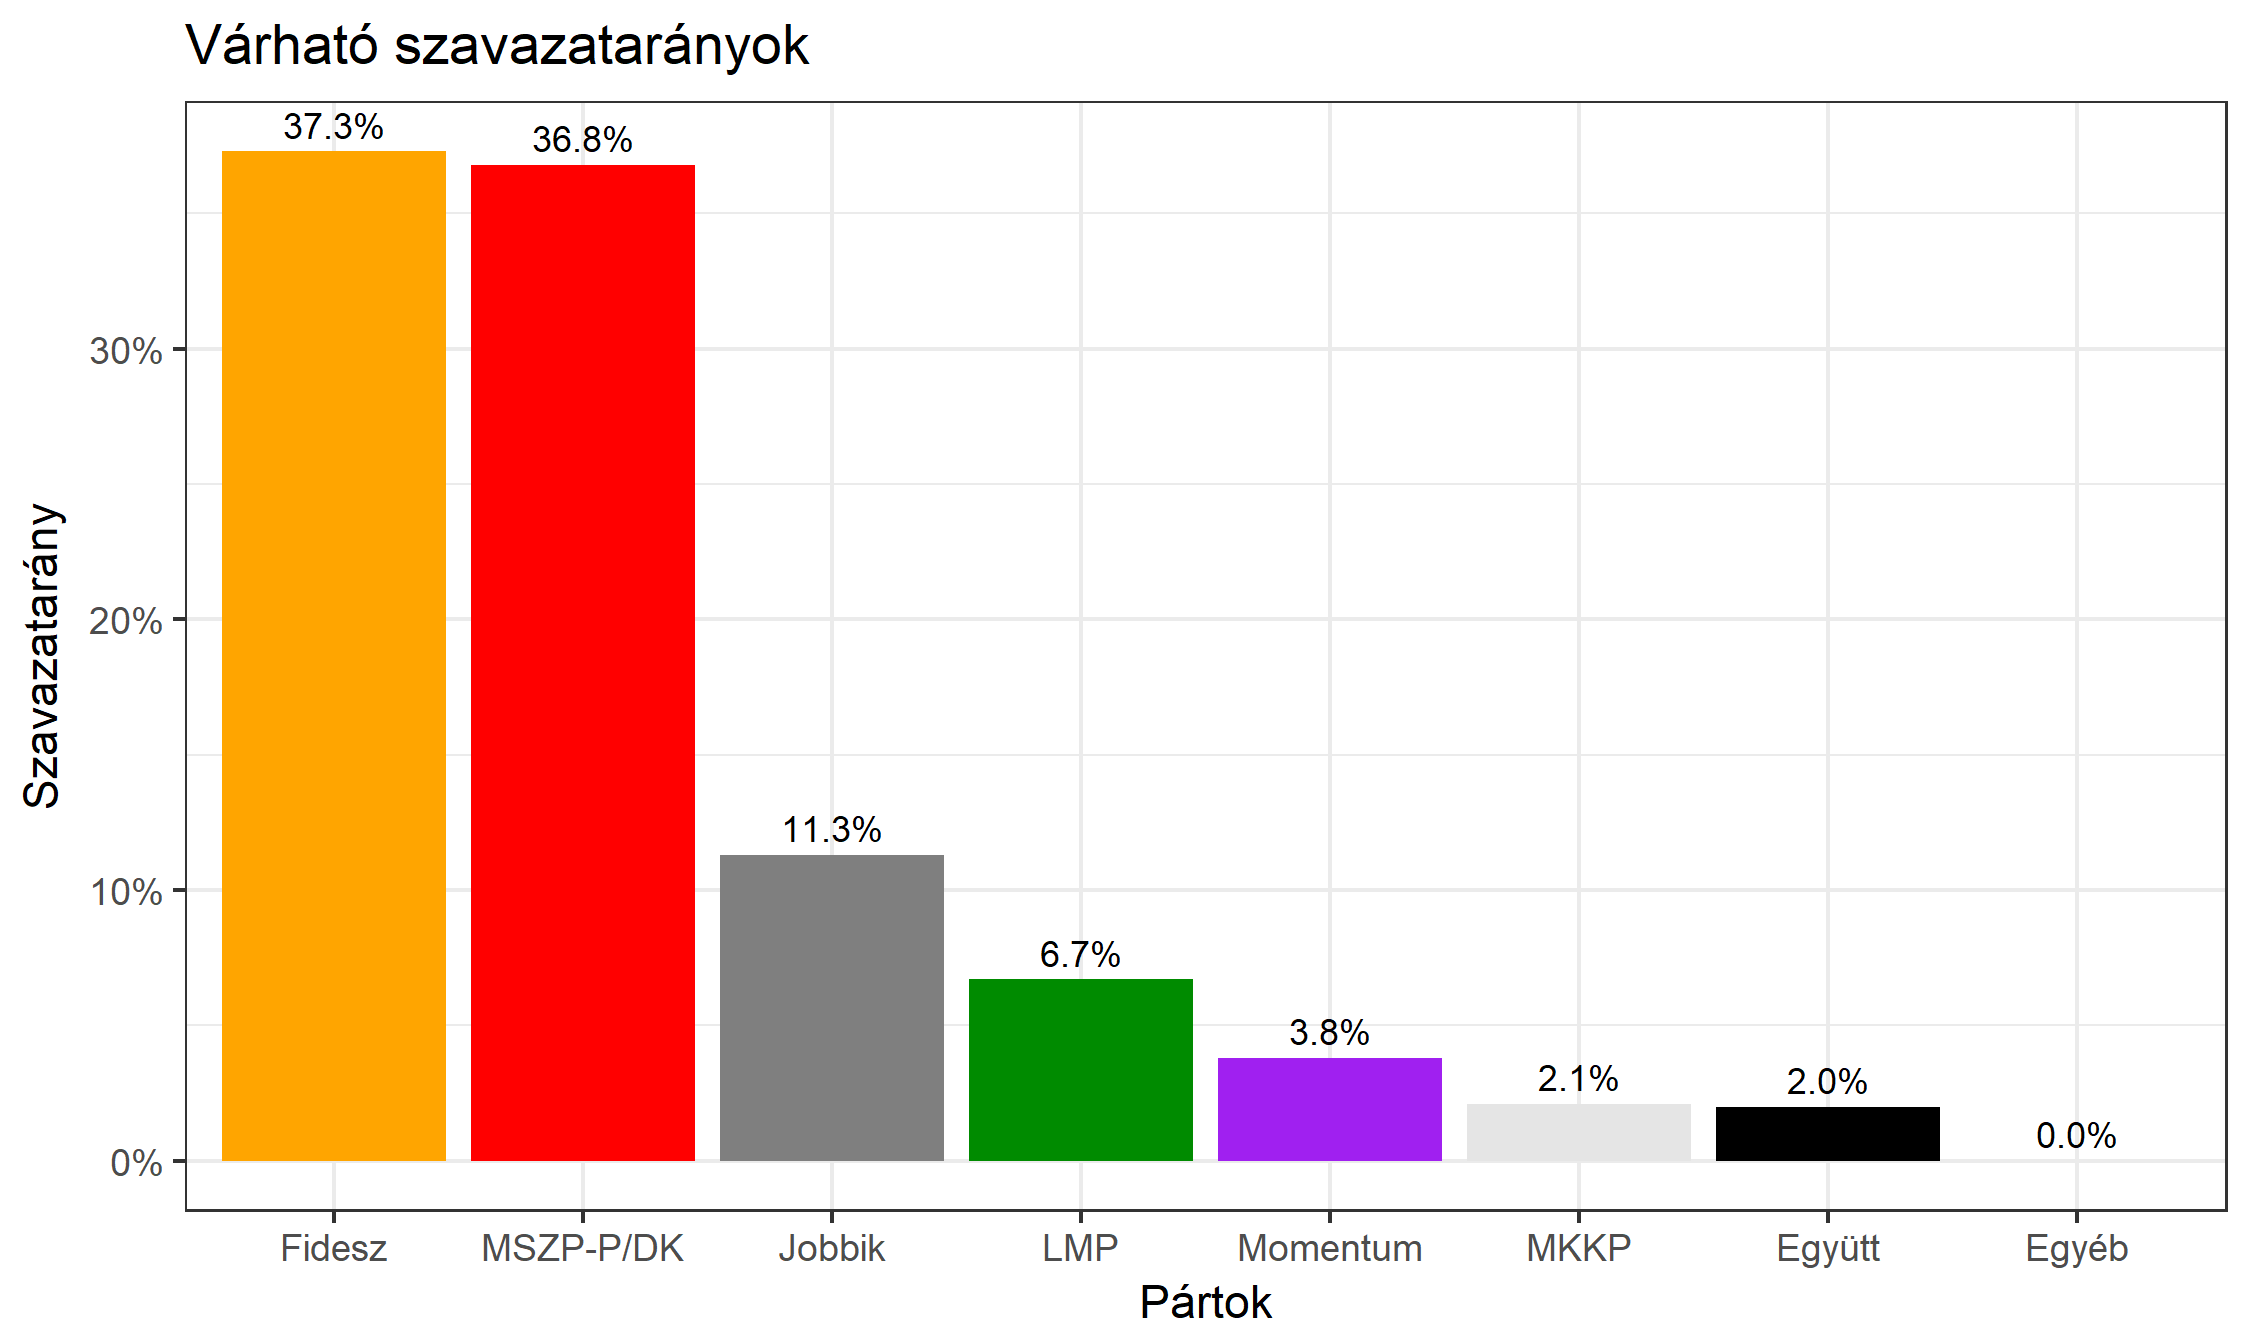 Várható szavazatarányok
37.3%
36.8%
11.3%
6.7%
3.8%
2.1%
2.0%
0.0%
30%
20%
10%
0%
Szavazatarány
Fidesz
MSZP-P/DK
Jobbik
LMP
Momentum
MKKP
Együtt
Egyéb
Pártok